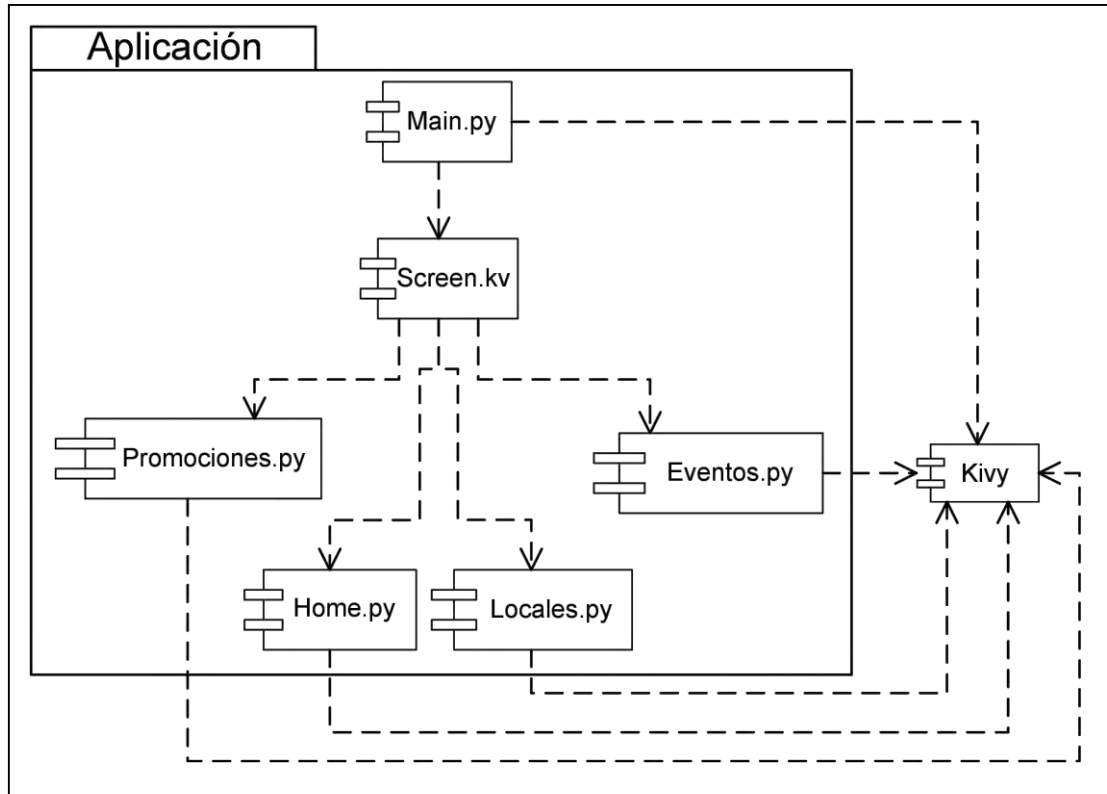 Aplicación
Main.py
Screen.kv
Promociones.py
Eventos.py
Kivy
Home.py
Locales.py